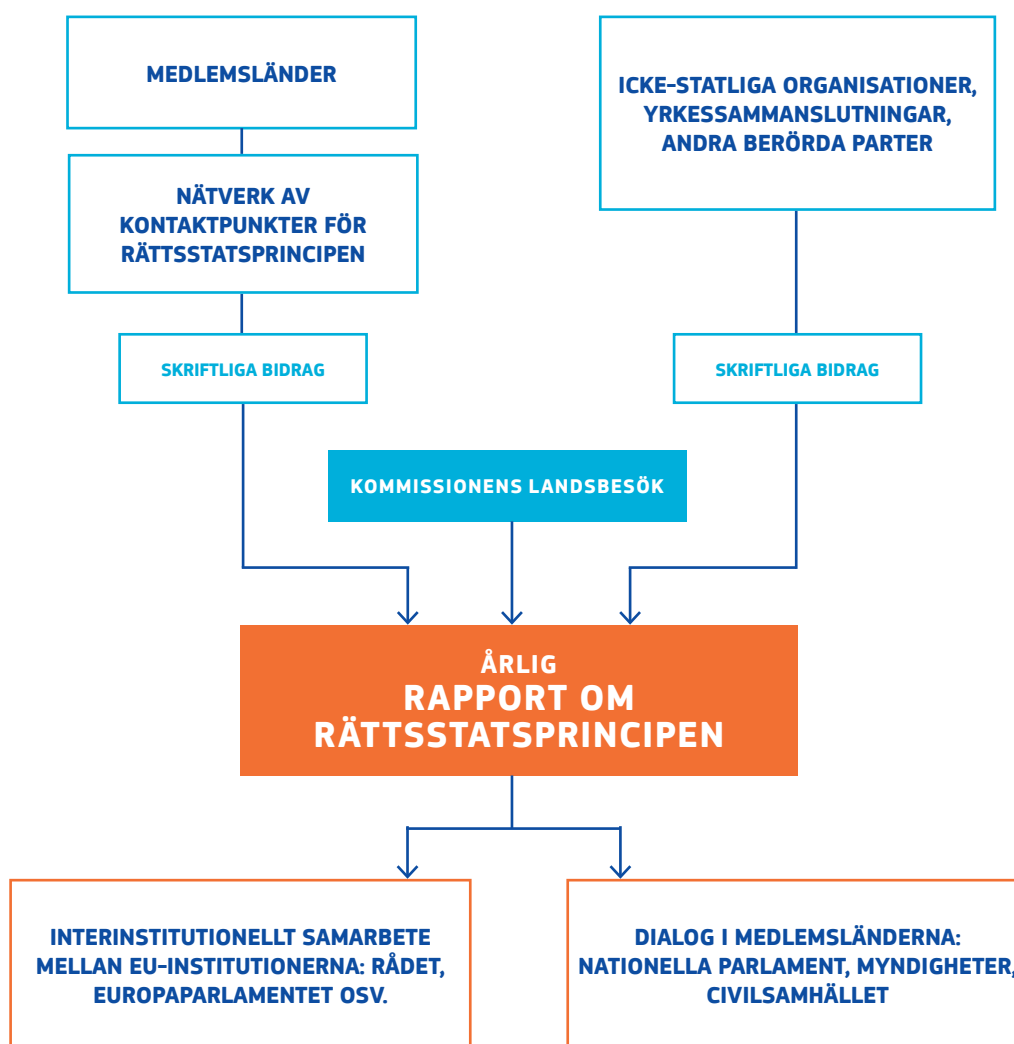 MEDLEMSLÄNDER
ICKE-STATLIGA ORGANISATIONER,
YRKESSAMMANSLUTNINGAR,
ANDRA BERÖRDA PARTER
NÄTVERK AV
KONTAKTPUNKTER FÖR
RÄTTSSTATSPRINCIPEN
SKRIFTLIGA BIDRAG
SKRIFTLIGA BIDRAG
KOMMISSIONENS LANDSBESÖK
ÅRLIG
RAPPORT OM
RÄTTSSTATSPRINCIPEN
INTERINSTITUTIONELLT SAMARBETE
MELLAN EU-INSTITUTIONERNA: RÅDET,
EUROPAPARLAMENTET OSV.
DIALOG I MEDLEMSLÄNDERNA:
NATIONELLA PARLAMENT, MYNDIGHETER,
CIVILSAMHÄLLET